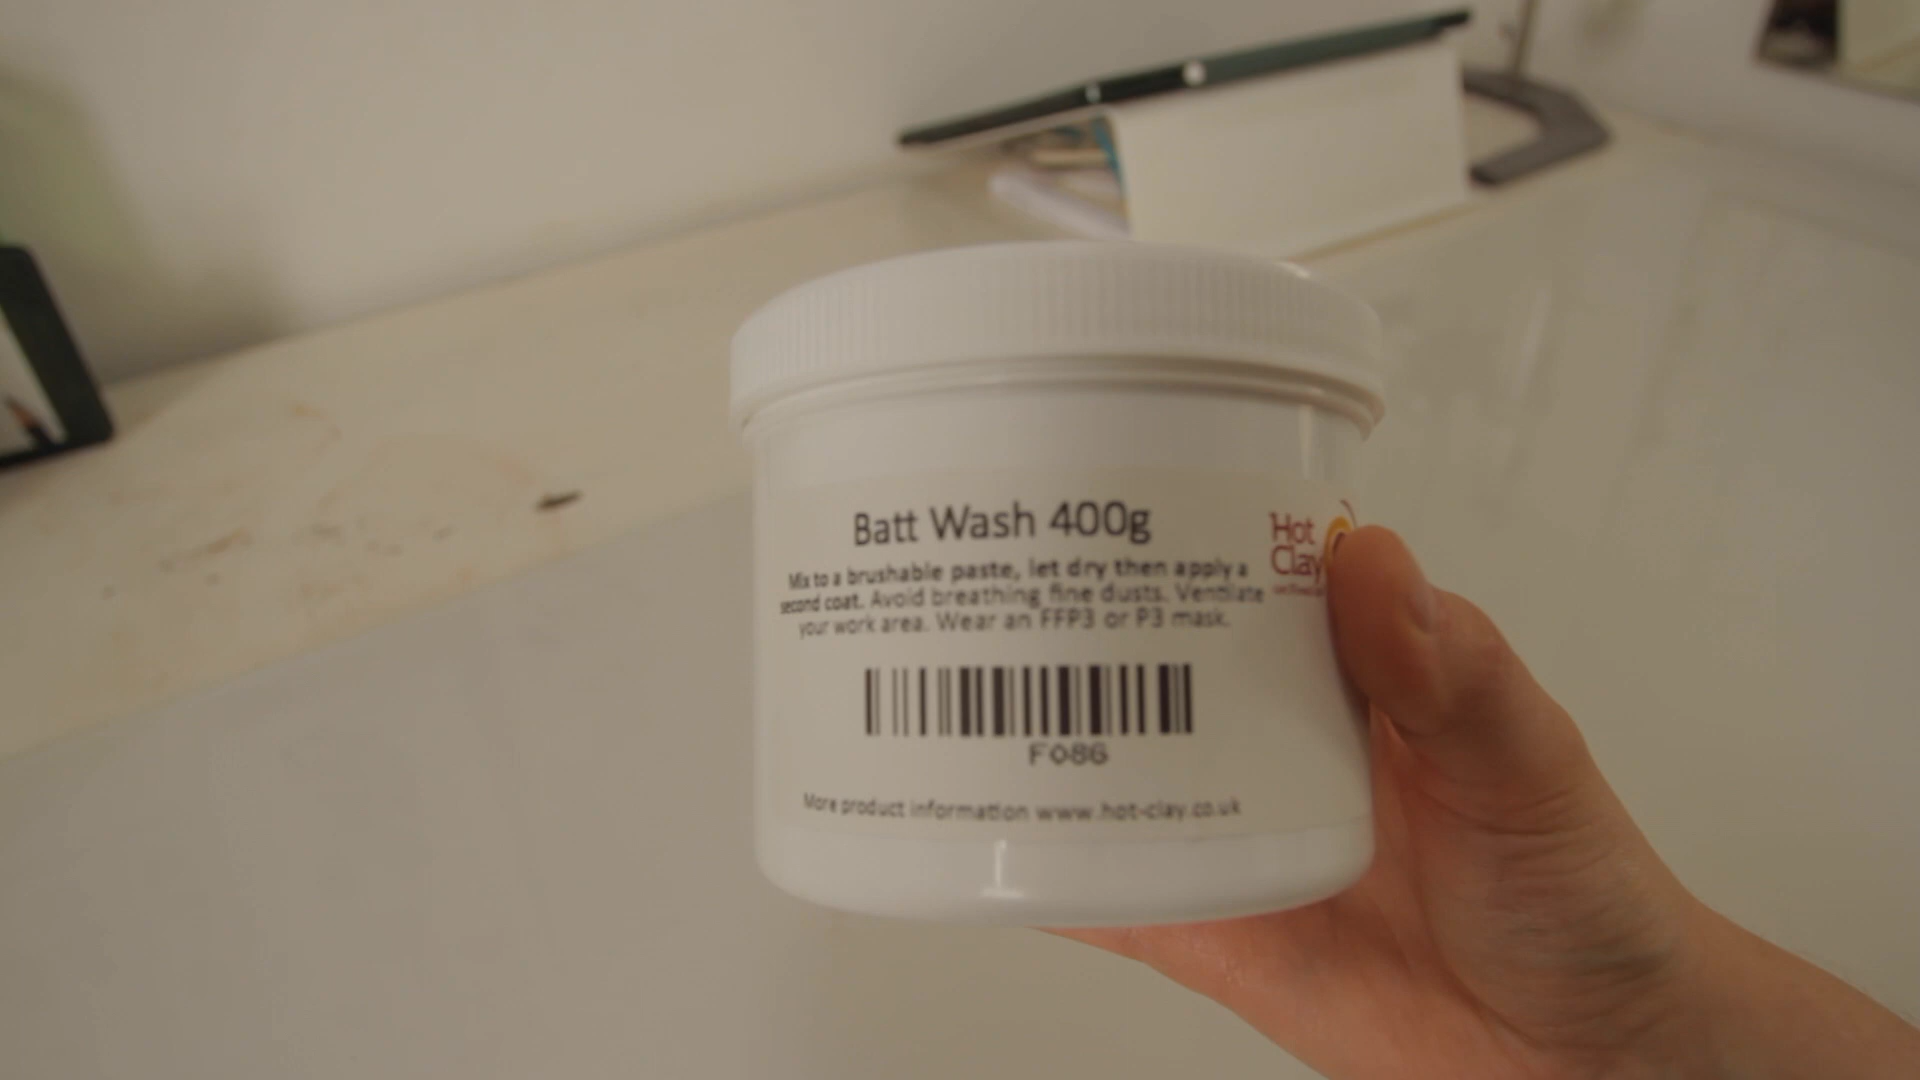 Batt Wash 400g
Hot
Clay
Mix to a brushable paste, let dry then apply a
second coat. Avoid breathing fine dusts. Ventilate
your work area. Wear an FFP3 or P3 mask.
F086
More product information www.hot-clay.co.uk